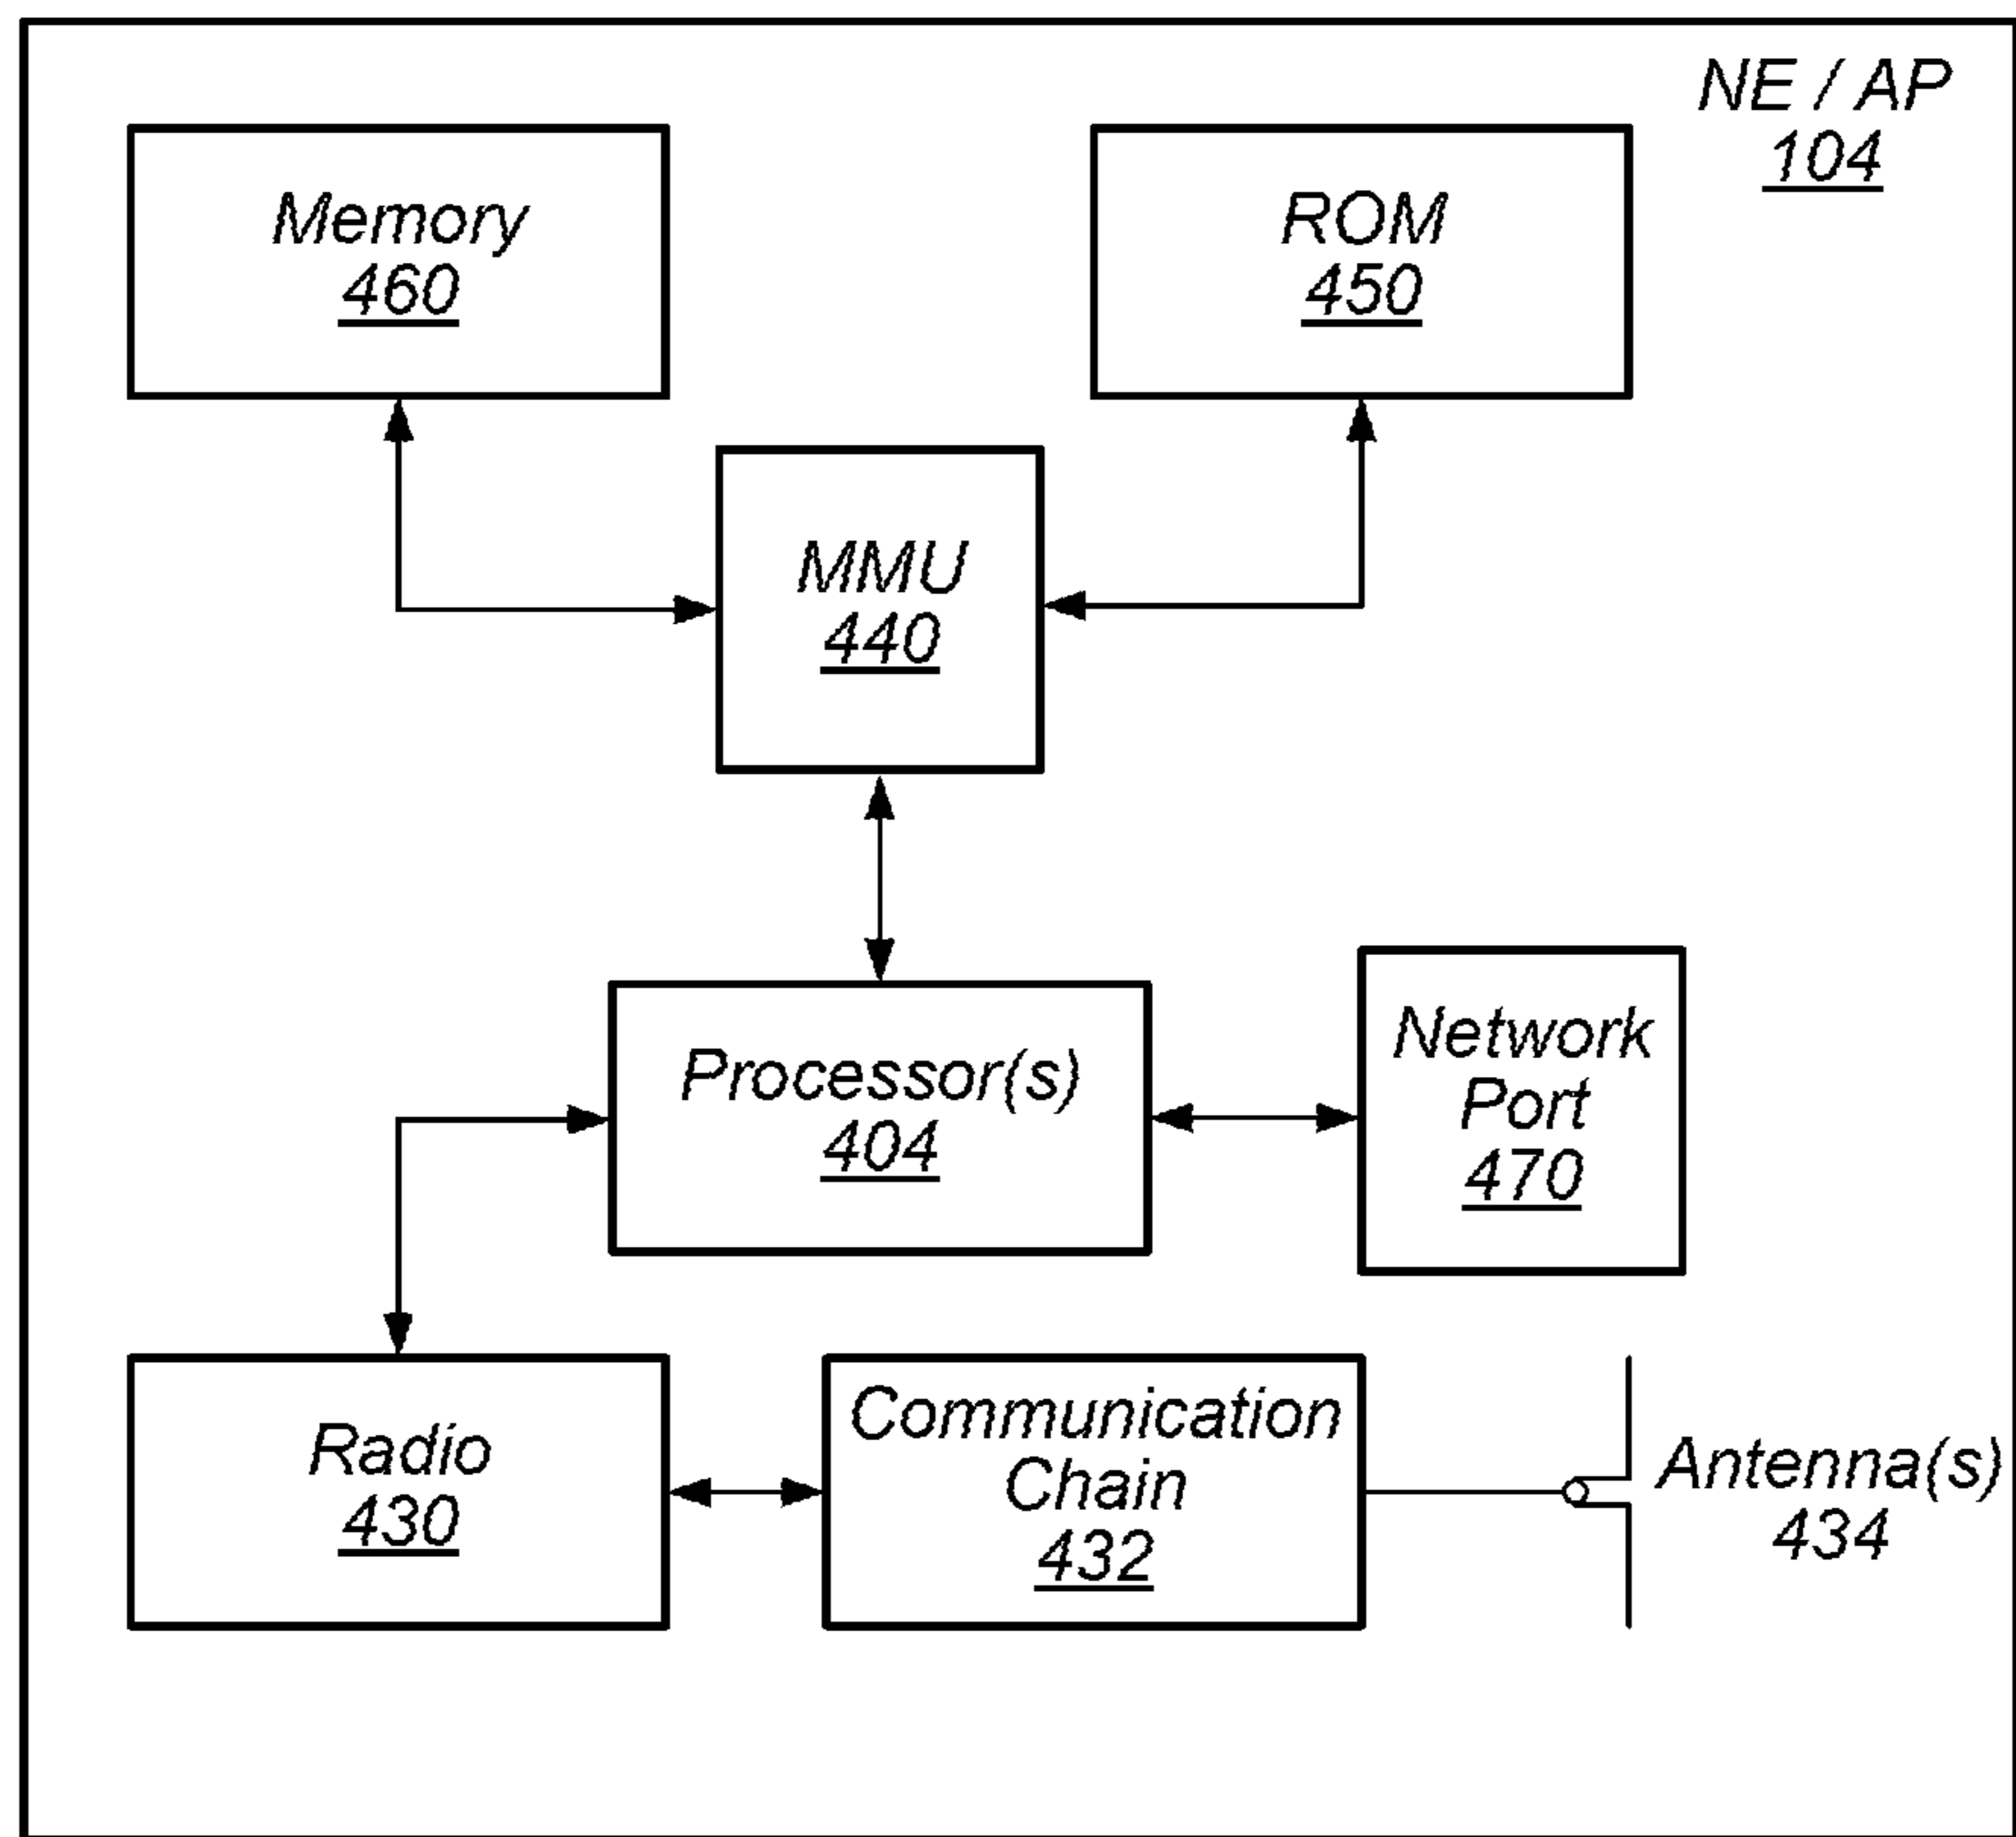 NE / AP
104
Memory
460
ROM
450
MMU
440
Processor(s)
404
Network
Port
470
Radio
430
Communication
Chain
432
Antenna(s)
434